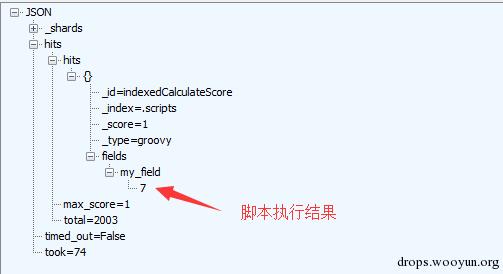 JSON
_shards
hits
hits
{}
_id=indexedCalculateScore
_index=.scripts
_score=1
_type=groovy
fields
my_field
7
脚本执行结果
max_score=1
total=2003
timed_out=False
took=74
drops.wooyun.org